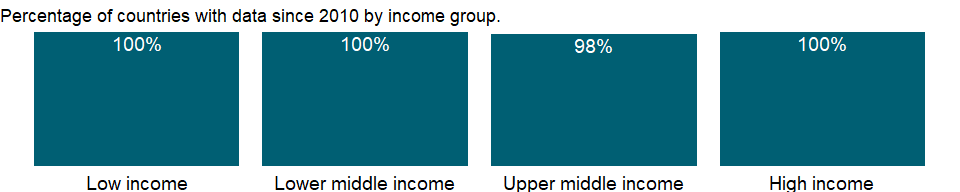 Percentage of countries with data since 2010 by income group.
100% 100% 98% 100%
Low income Lower middle income Upper middle income High income